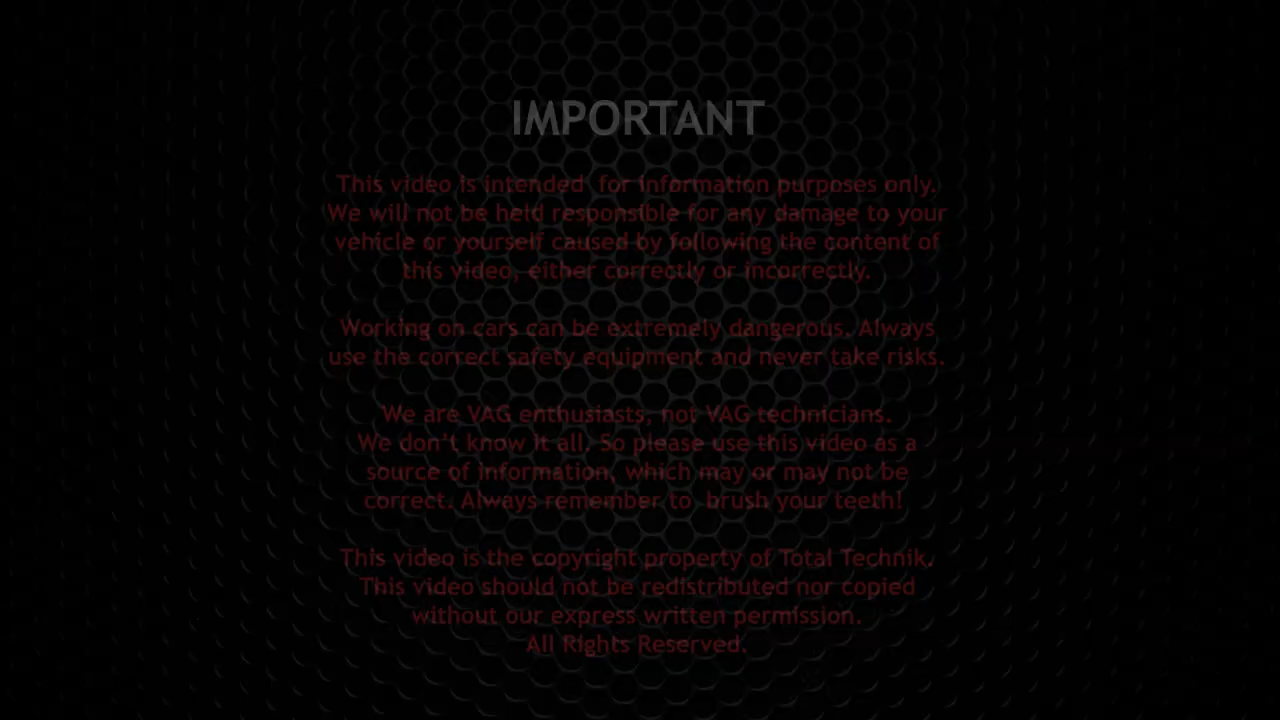 IMPORTANT
This video is intended for information purposes only.
We will not be held responsible for any damage to your
vehicle or yourself caused by following the content of
this video, either correctly or incorrectly.
Working on cars can be extremely dangerous. Always
use the correct safety equipment and never take risks.
We are VAG enthusiasts, not VAG technicians.
We don't know it all. So please use this video as a
source of information, which may or may not be
correct. Always remember to brush your teeth!
This video is the copyright property of Total Technik.
This video should not be redistributed nor copied
without our express written permission.
All Rights Reserved.